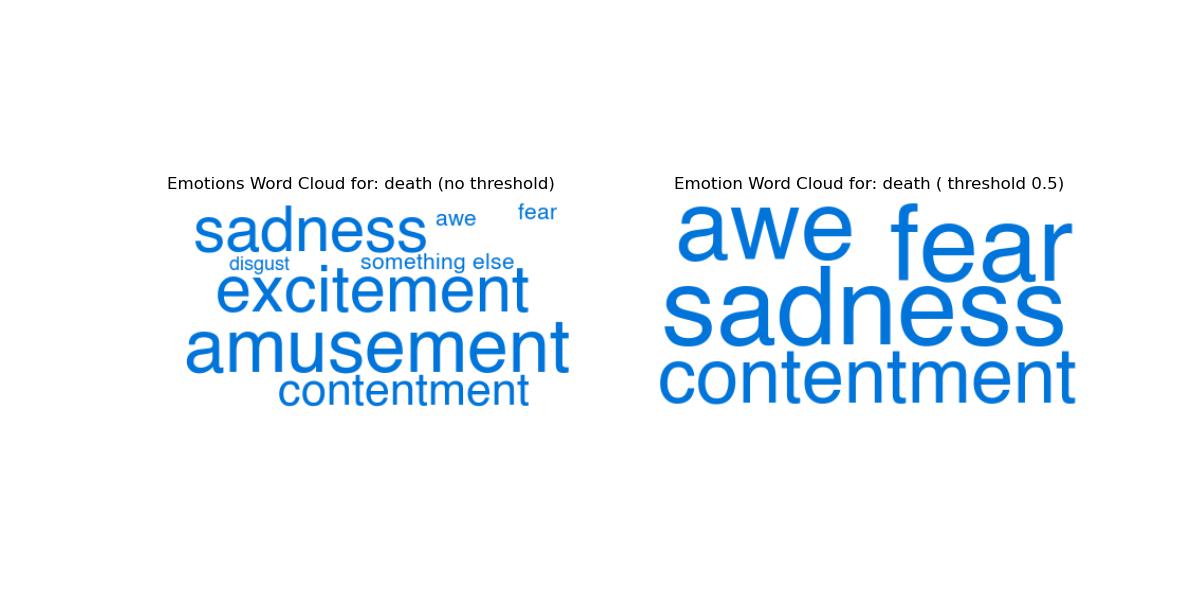 Emotions Word Cloud for: death (no threshold)
sadness awe fear
disgust something else
excitement
amusement
contentment
Emotion Word Cloud for: death ( threshold 0.5)
awe fear
sadness
contentment